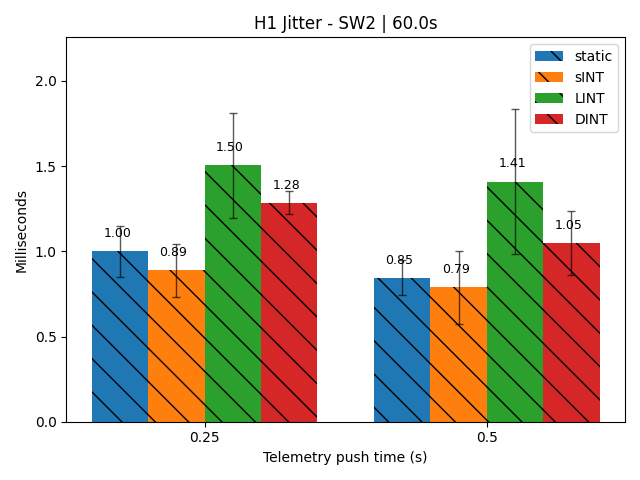 H1 Jitter - SW2 | 60.0s
Milliseconds
2.0
1.5
1.0
0.5
0.0
static
sINT
LINT
DINT
1.00
0.89
1.50
1.28
0.85
0.79
1.41
1.05
0.25
0.5
Telemetry push time (s)